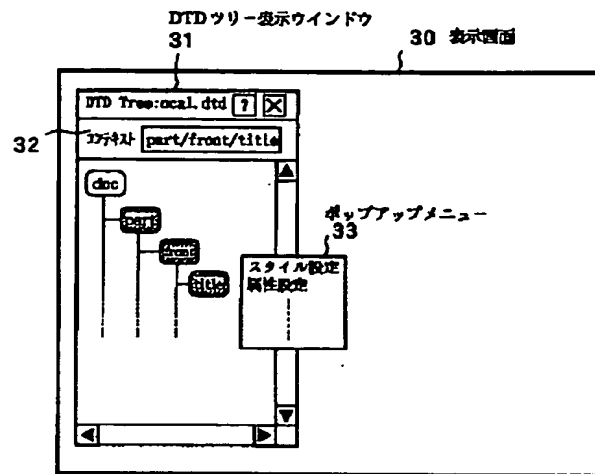 DTDツリー表示ウインドウ
31
30 表示画面
DTD Tree:ocal.dtd ? ×
32
コンテキスト part/front/title
doc
part
front
title
ポップアップメニュー
33
スタイル設定
属性設定